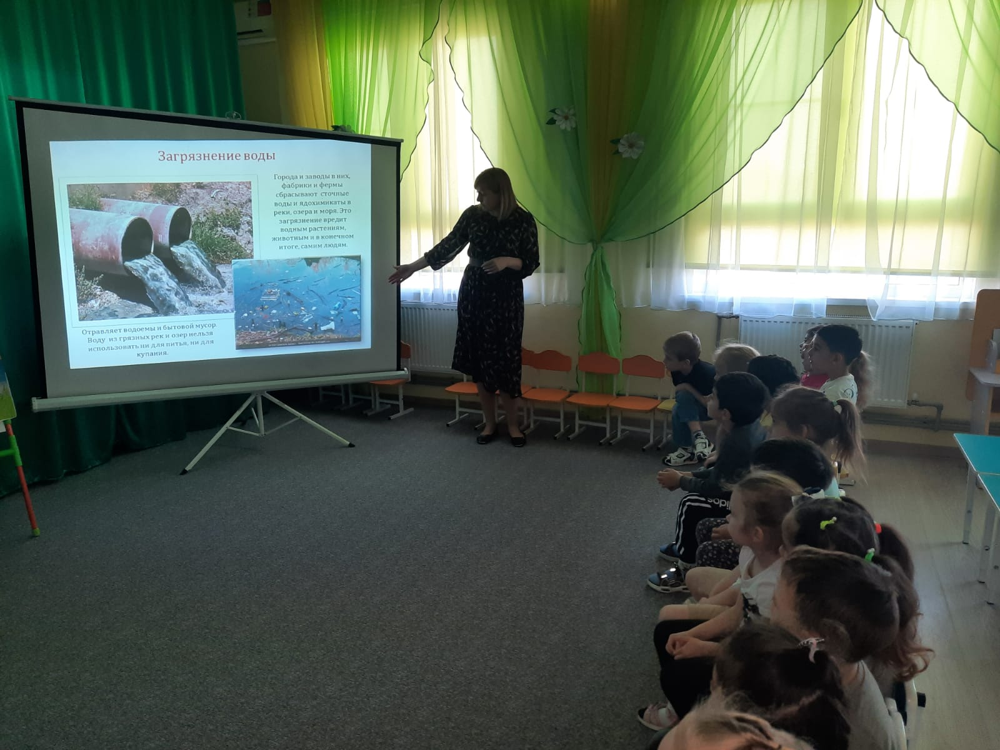 Загрязнение воды
Города и заводы в них,
фабрики и фермы
сбрасывают сточные
воды и ядохимикаты в
реки, озера и моря. Это
загрязнение вредит
водным растениям,
животным и в конечном
итоге, самим людям.
Отравляет водоемы и бытовой мусор.
Воду из грязных рек и озер нельзя
использовать ни для питья, ни для
купания.
adidos